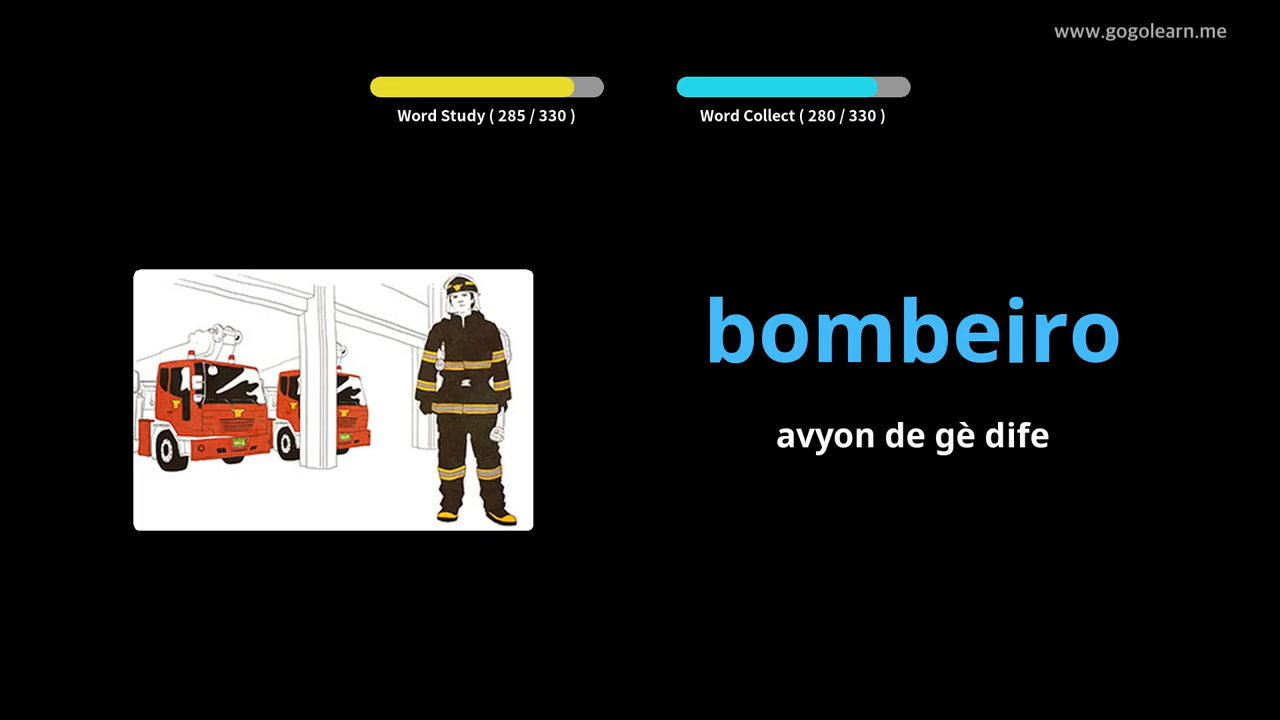 www.gogolearn.me
Word Study ( 285 / 330 )
Word Collect ( 280 / 330 )
bombeiro
avyon de gè dife